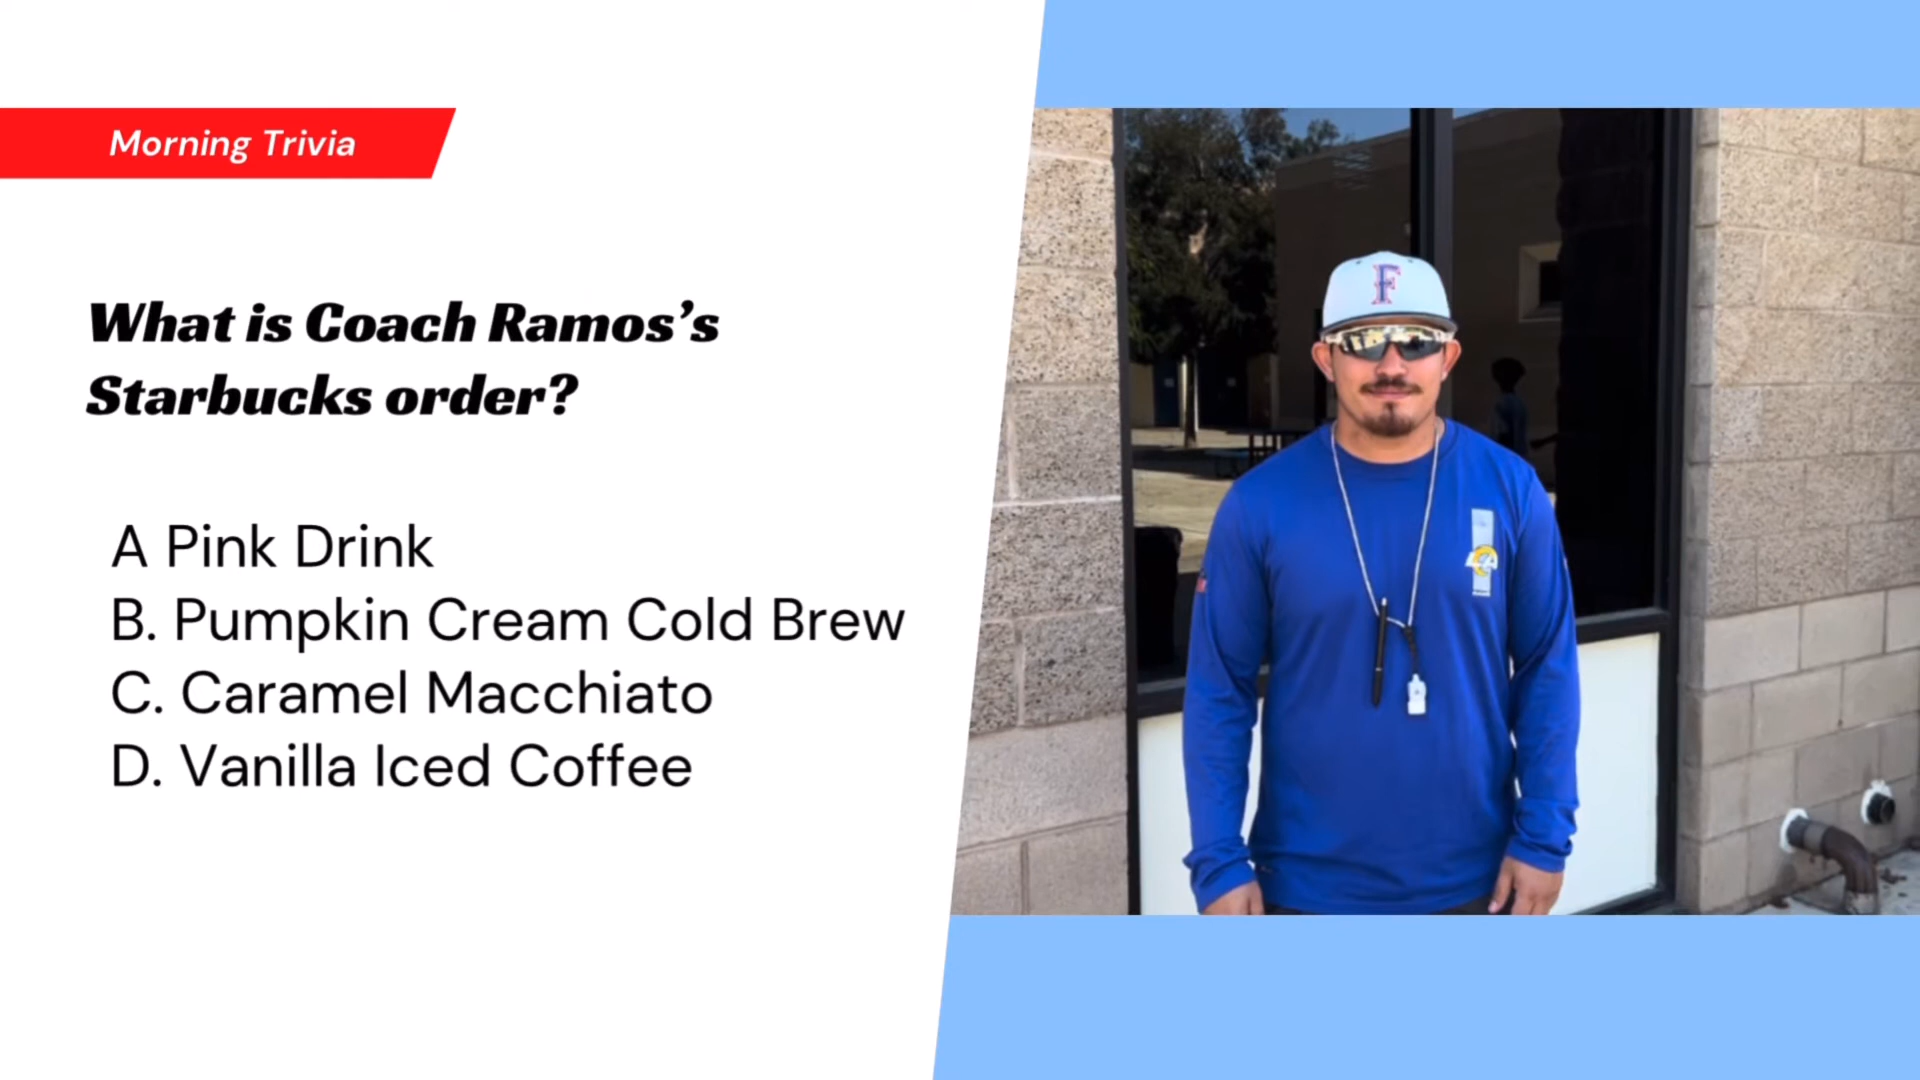 Morning Trivia
What is Coach Ramos’s
Starbucks order?
A Pink Drink
B. Pumpkin Cream Cold Brew
C. Caramel Macchiato
D. Vanilla Iced Coffee
F
LA